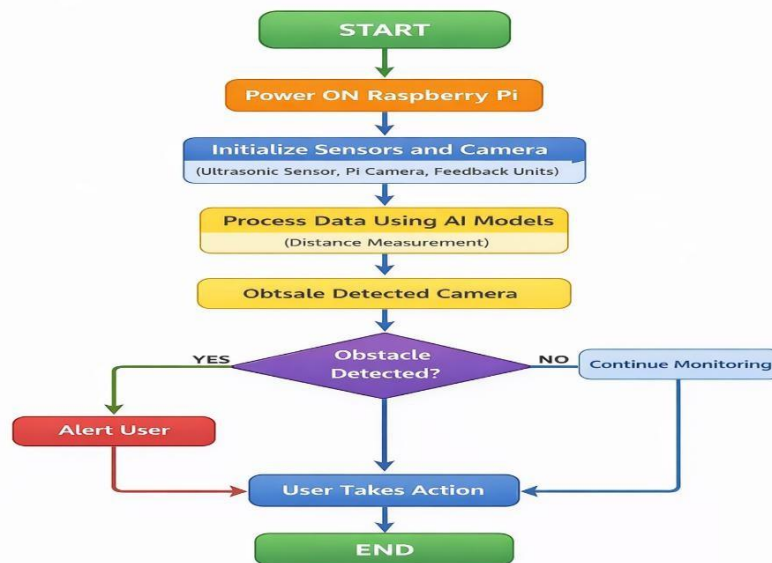 START
Power ON Raspberry Pi
Initialize Sensors and Camera
(Ultrasonic Sensor, Pi Camera, Feedback Units)
Process Data Using AI Models
(Distance Measurement)
Obtsale Detected Camera
Obstacle
Detected?
YES
NO
Continue Monitoring
Alert User
User Takes Action
END